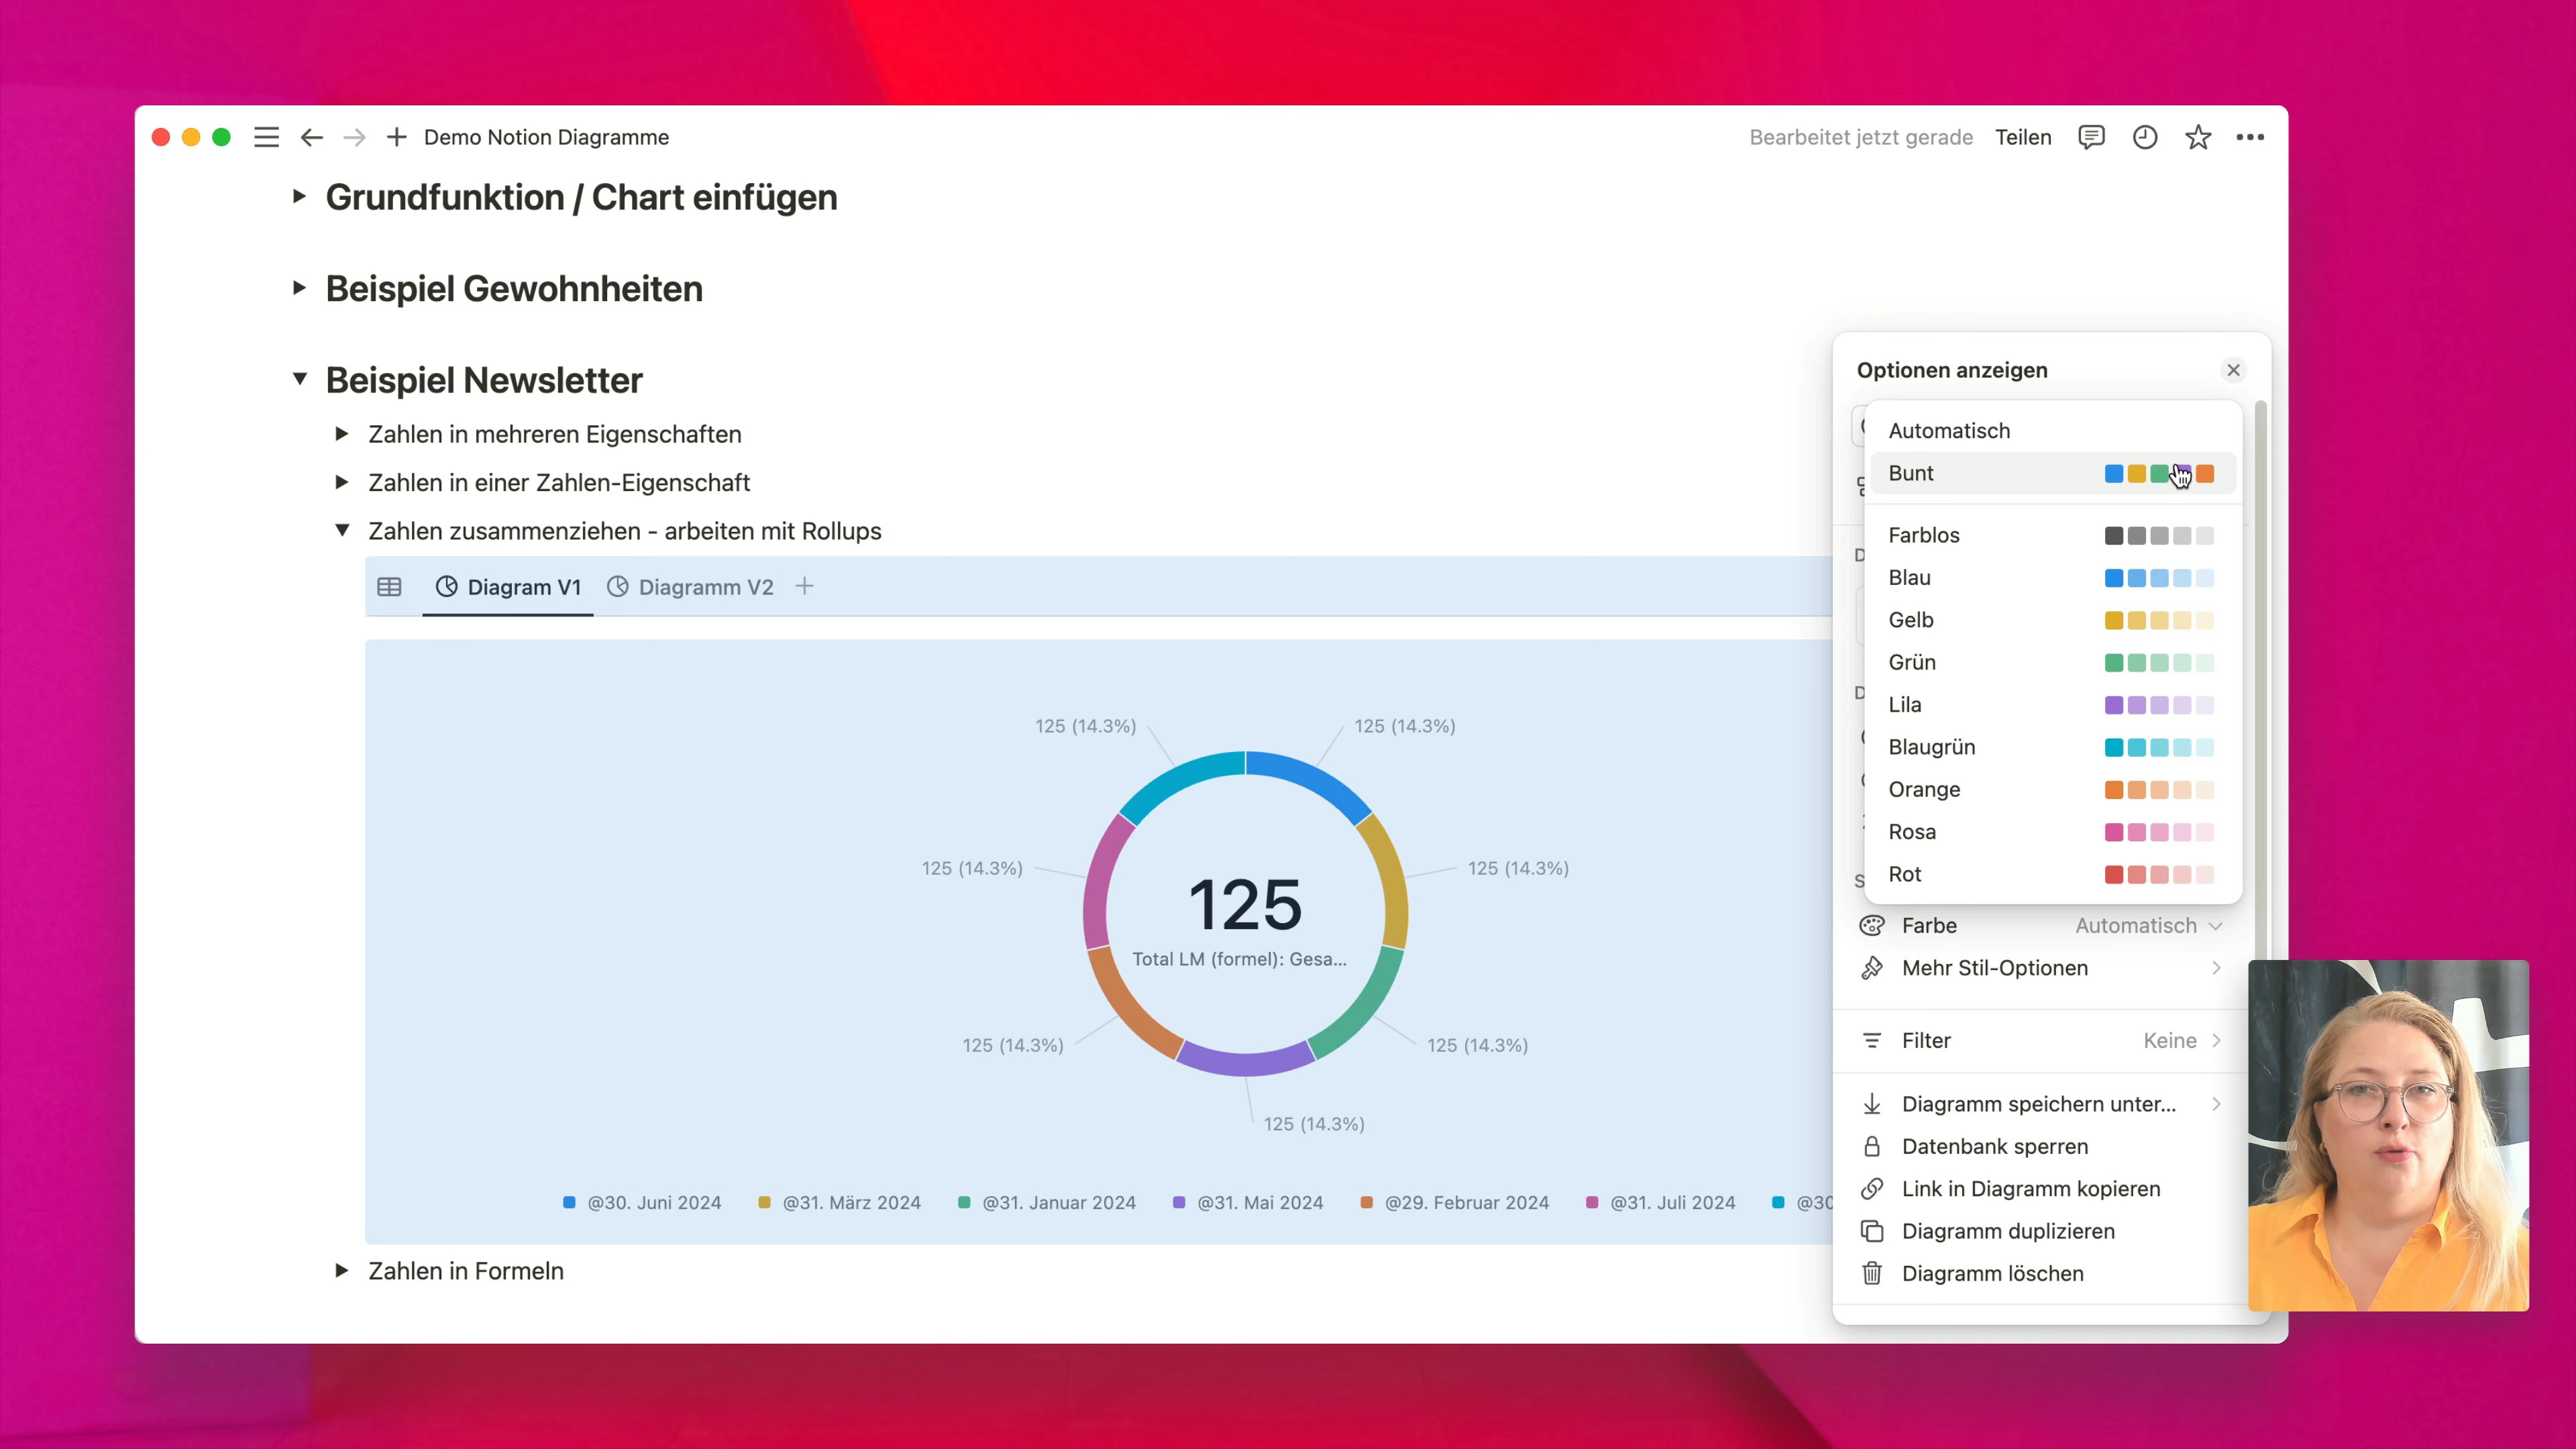 Demo Notion Diagramme
Bearbeitet jetzt gerade Teilen
Grundfunktion / Chart einfügen
Beispiel Gewohnheiten
Beispiel Newsletter
Zahlen in mehreren Eigenschaften
Zahlen in einer Zahlen-Eigenschaft
Zahlen zusammenziehen - arbeiten mit Rollups
Diagram V1 Diagramm V2
125 (14.3%) 125 (14.3%)
125 (14.3%) 125 (14.3%)
125
Total LM (formel): Gesa...
125 (14.3%) 125 (14.3%)
125 (14.3%)
@30. Juni 2024 @31. März 2024 @31. Januar 2024 @31. Mai 2024 @29. Februar 2024 @31. Juli 2024 @30
Zahlen in Formeln
Optionen anzeigen
Automatisch
Bunt
Farblos
Blau
Gelb
Grün
Lila
Blaugrün
Orange
Rosa
Rot
Farbe Automatisch
Mehr Stil-Optionen
Filter Keine
Diagramm speichern unter...
Datenbank sperren
Link in Diagramm kopieren
Diagramm duplizieren
Diagramm löschen